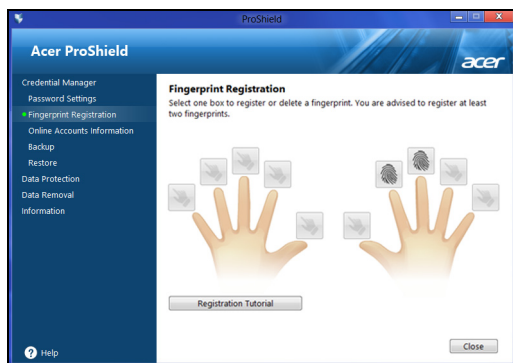 ProShield
Acer ProShield
acer
Credential Manager
Password Settings
Fingerprint Registration
Online Accounts Information
Backup
Restore
Data Protection
Data Removal
Information
Fingerprint Registration
Select one box to register or delete a fingerprint. You are advised to register at least
two fingerprints.
Registration Tutorial
? Help
Close